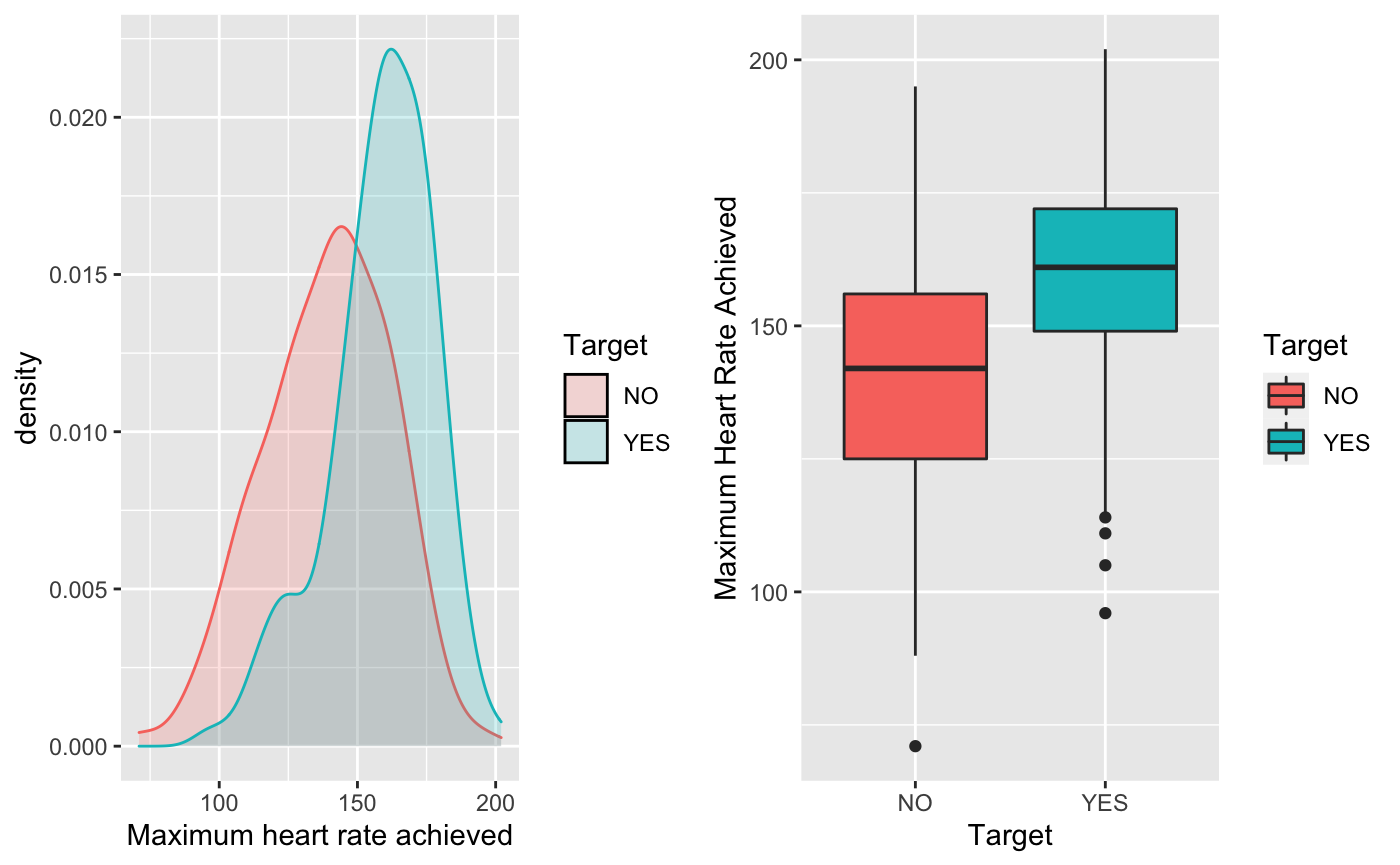 0.020
0.015
0.010
0.005
0.000
density
100 150 200
Maximum heart rate achieved
Target
NO
YES
200
150
100
Maximum Heart Rate Achieved
NO YES
Target
Target
NO
YES